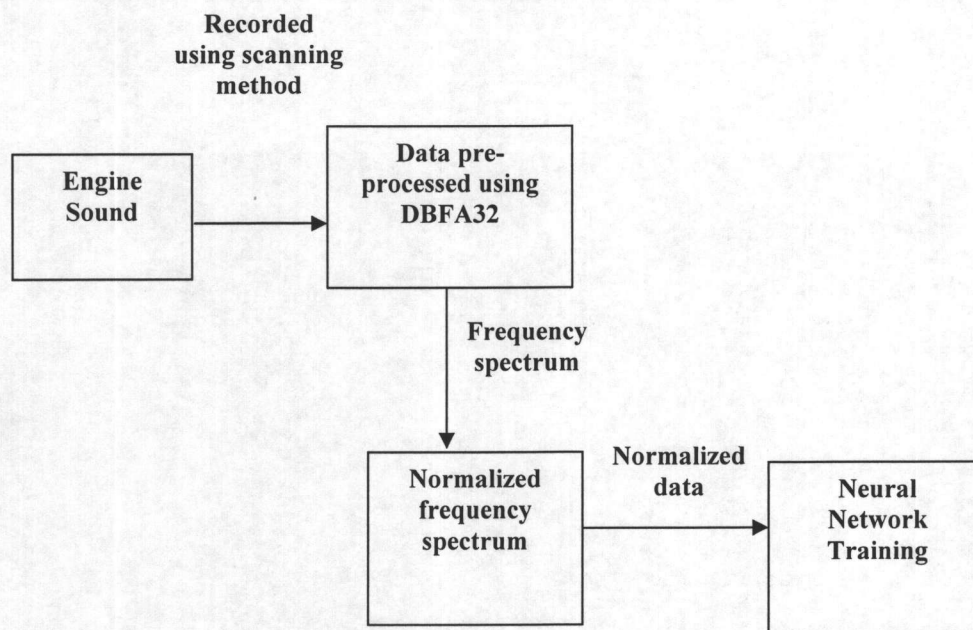 Recorded
using scanning
method
Engine
Sound
Data pre-
processed using
DBFA32
Frequency
spectrum
Normalized
frequency
spectrum
Normalized
data
Neural
Network
Training